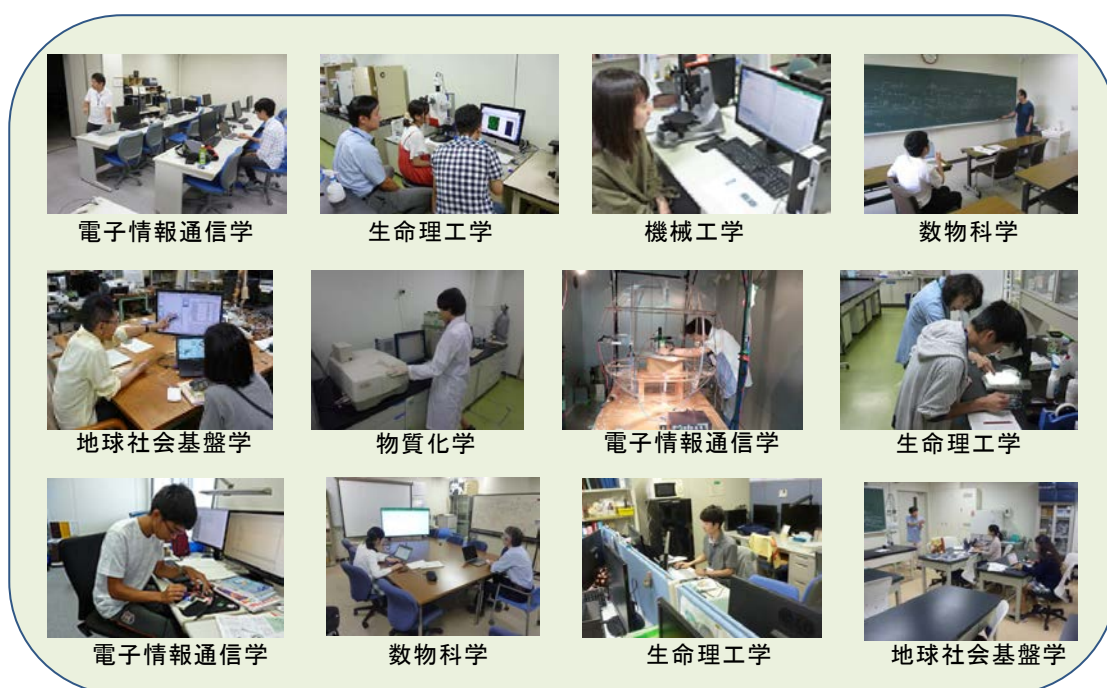 電子情報通信学
生命理工学
機械工学
数物科学
地球社会基盤学
物質化学
電子情報通信学
生命理工学
電子情報通信学
数物科学
生命理工学
地球社会基盤学